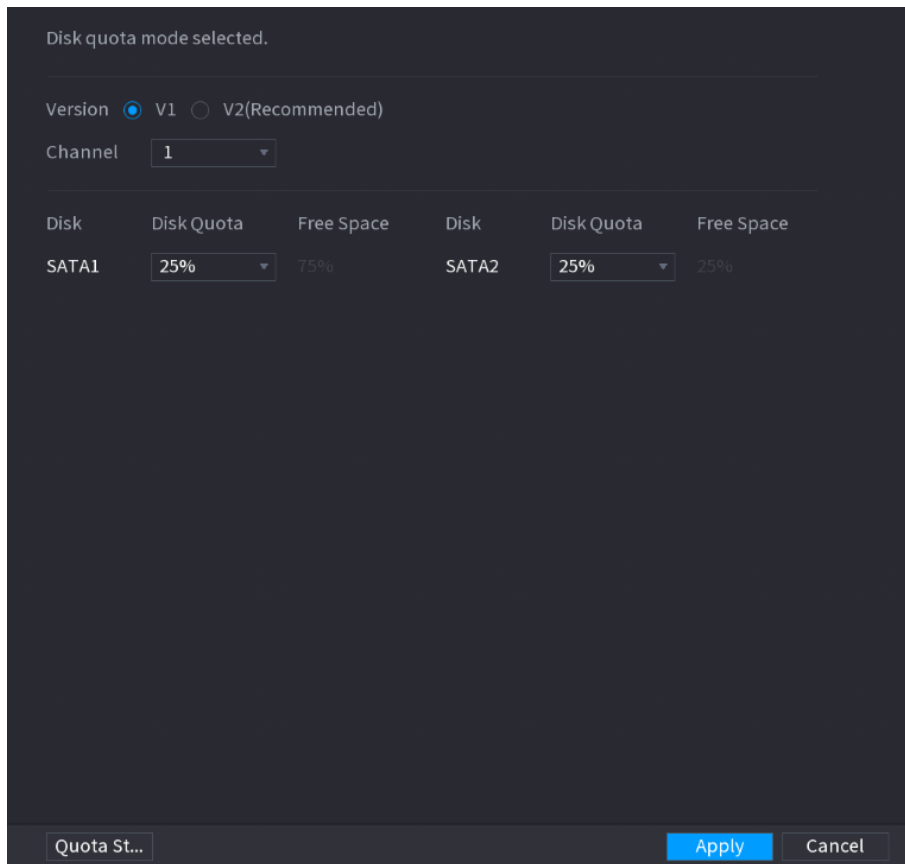 Disk quota mode selected.
Version V1 V2(Recommended)
Channel 1
Disk Disk Quota Free Space Disk Disk Quota Free Space
SATA1 25% 75% SATA2 25% 25%
Quota St... Apply Cancel